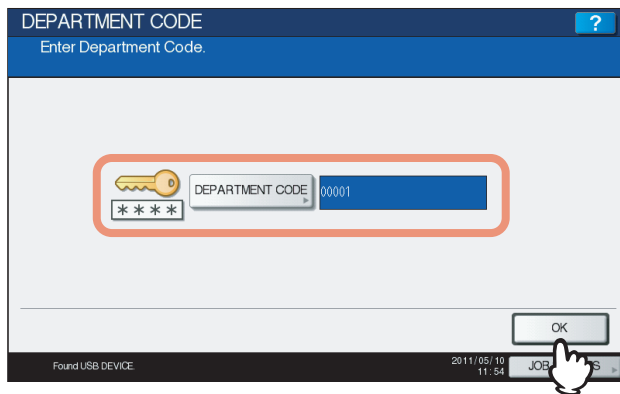 DEPARTMENT CODE
?
Enter Department Code.
DEPARTMENT CODE 00001
****
OK
Found USB DEVICE.
2011/05/10
11:54
JOB